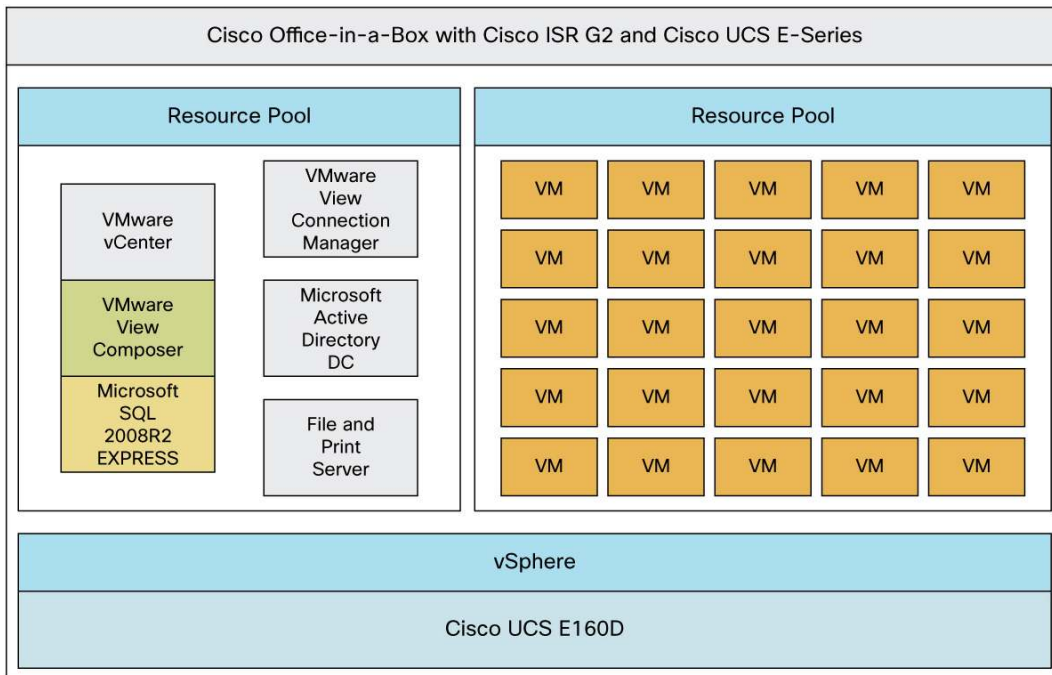 Cisco Office-in-a-Box with Cisco ISR G2 and Cisco UCS E-Series
Resource Pool
VMware
vCenter
VMware
View
Composer
Microsoft
SQL
2008R2
EXPRESS
VMware
View
Connection
Manager
Microsoft
Active
Directory
DC
File and
Print
Server
Resource Pool
VM VM VM VM VM
VM VM VM VM VM
VM VM VM VM VM
VM VM VM VM VM
VM VM VM VM VM
vSphere
Cisco UCS E160D